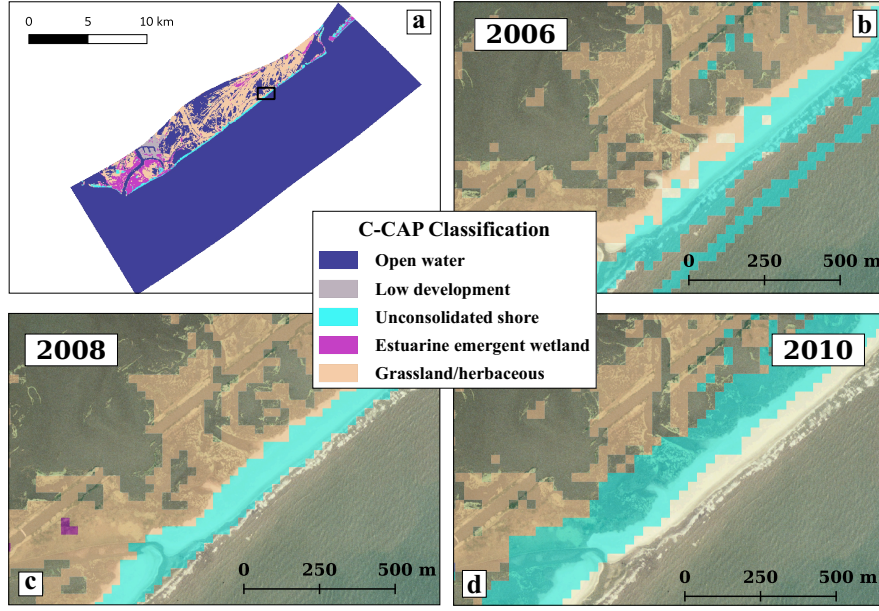 0 5 10 km
a
2006
b
0 250 500 m
C-CAP Classification
Open water
Low development
Unconsolidated shore
Estuarine emergent wetland
Grassland/herbaceous
2008
2010
0 250 500 m
c
0 250 500 m
d